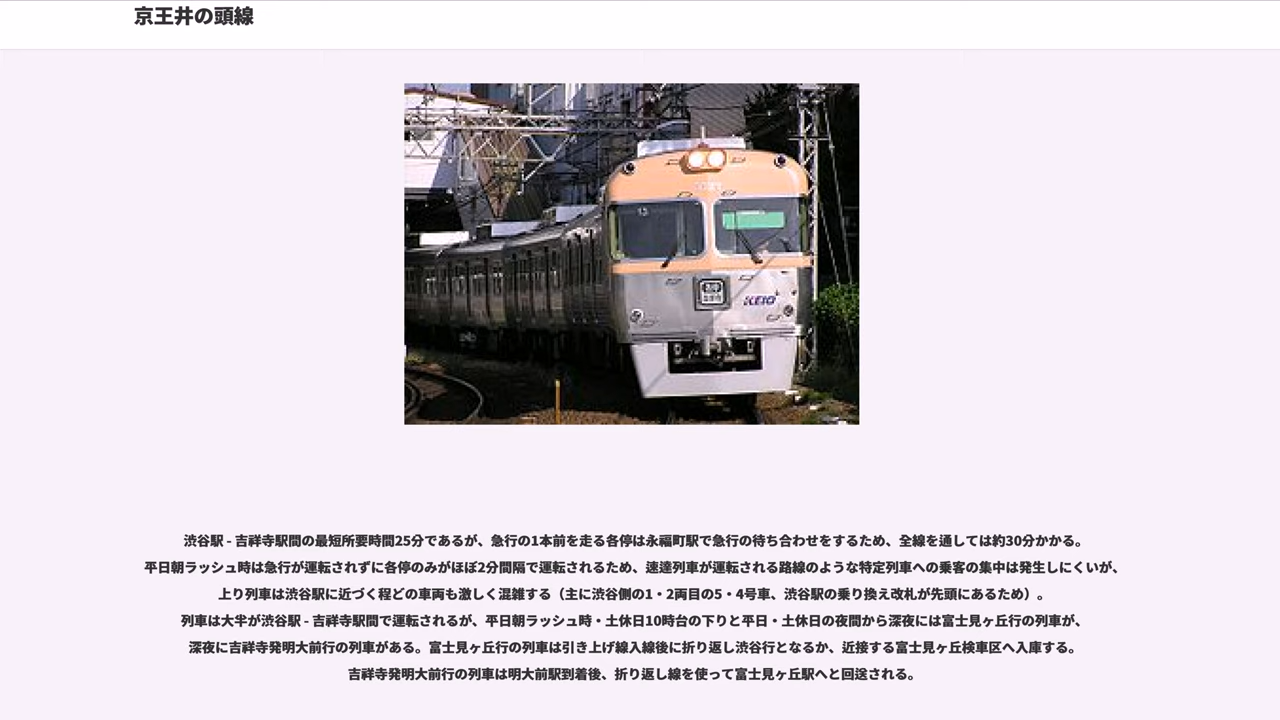 京王井の頭線
KEIO
渋谷駅 - 吉祥寺駅間の最短所要時間25分であるが、急行の1本前を走る各停は永福町駅で急行の待ち合わせをするため、全線を通しては約30分かかる。
平日朝ラッシュ時は急行が運転されずに各停のみがほぼ2分間隔で運転されるため、速達列車が運転される路線のような特定列車への乗客の集中は発生しにくいが、
上り列車は渋谷駅に近づく程どの車両も激しく混雑する（主に渋谷側の1・2両目の5・4号車、渋谷駅の乗り換え改札が先頭にあるため）。
列車は大半が渋谷駅 - 吉祥寺駅間で運転されるが、平日朝ラッシュ時・土休日10時台の下りと平日・土休日の夜間から深夜には富士見ヶ丘行の列車が、
深夜に吉祥寺発明大前行の列車がある。富士見ヶ丘行の列車は引き上げ線入線後に折り返し渋谷行となるか、近接する富士見ヶ丘検車区へ入庫する。
吉祥寺発明大前行の列車は明大前駅到着後、折り返し線を使って富士見ヶ丘駅へと回送される。